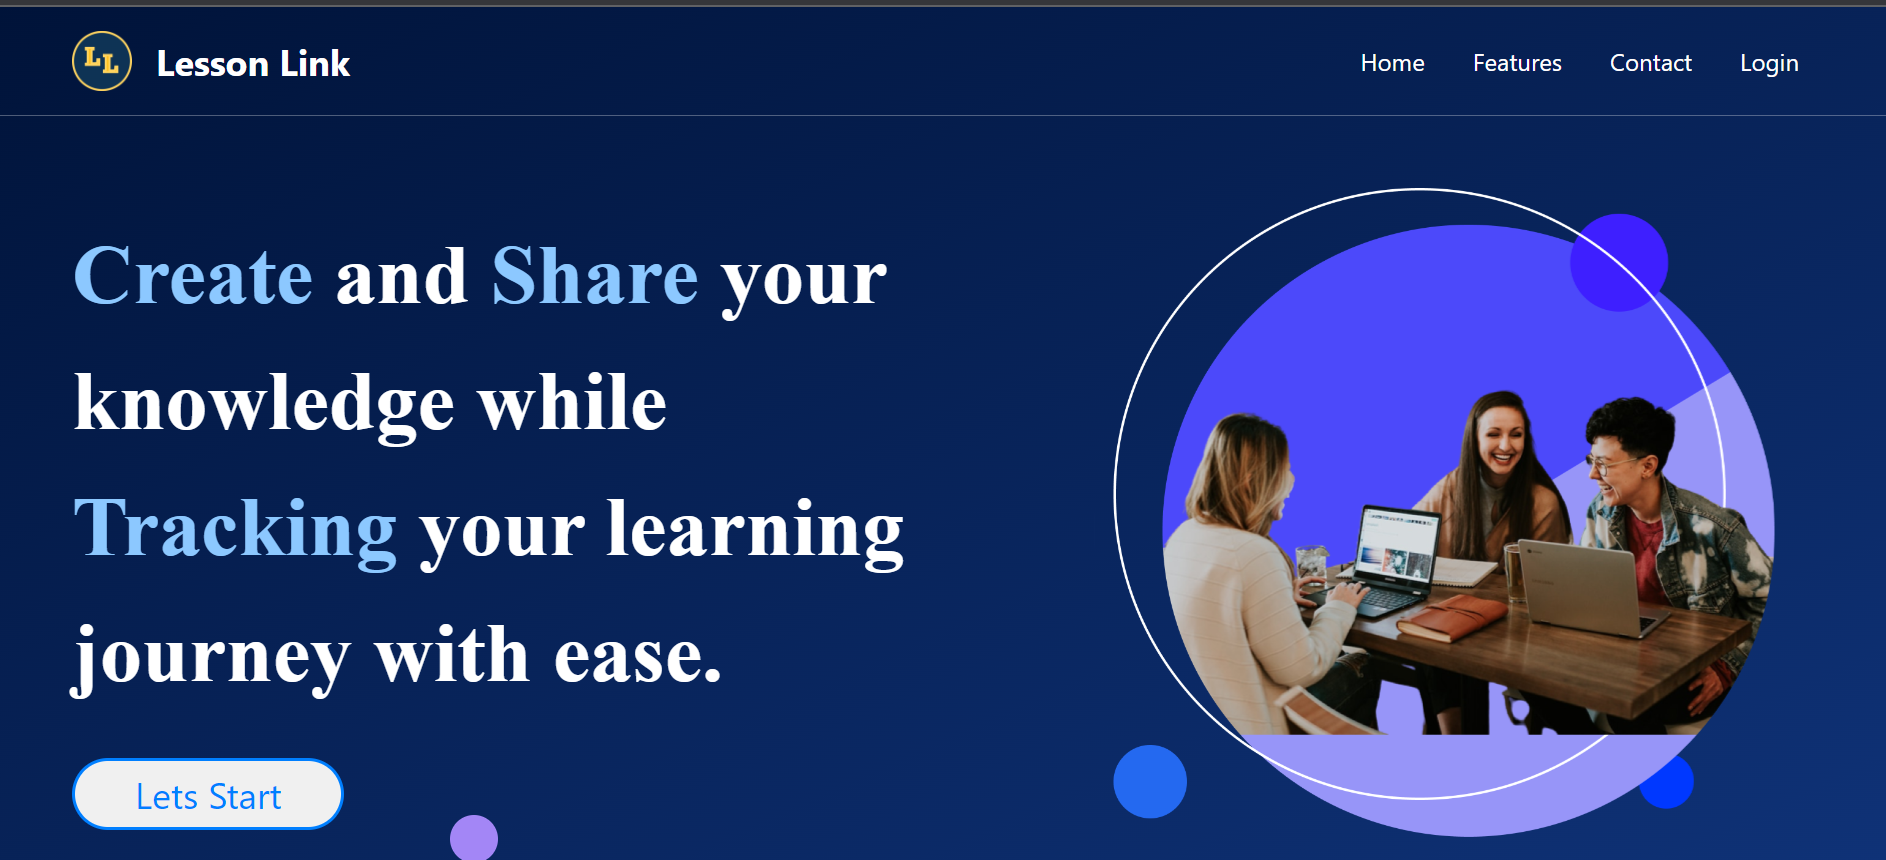 LL
Lesson Link
Home Features Contact Login
Create and Share your
knowledge while
Tracking your learning
journey with ease.
Lets Start